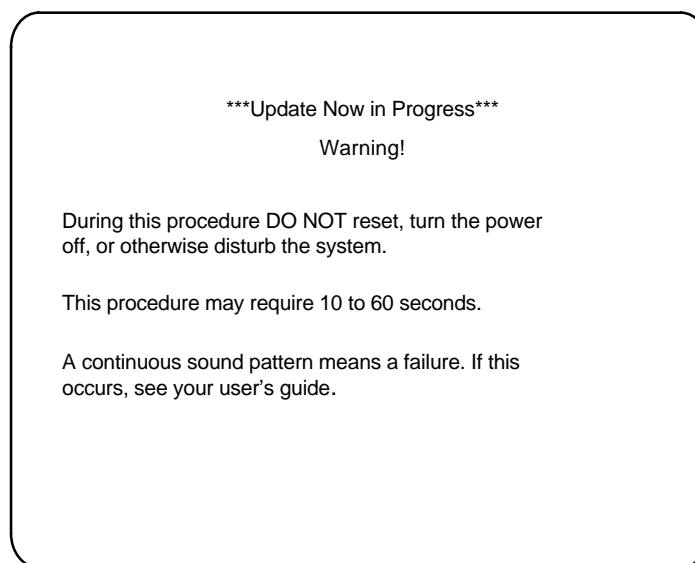 ***Update Now in Progress***
Warning!
During this procedure DO NOT reset, turn the power
off, or otherwise disturb the system.
This procedure may require 10 to 60 seconds.
A continuous sound pattern means a failure. If this
occurs, see your user’s guide.